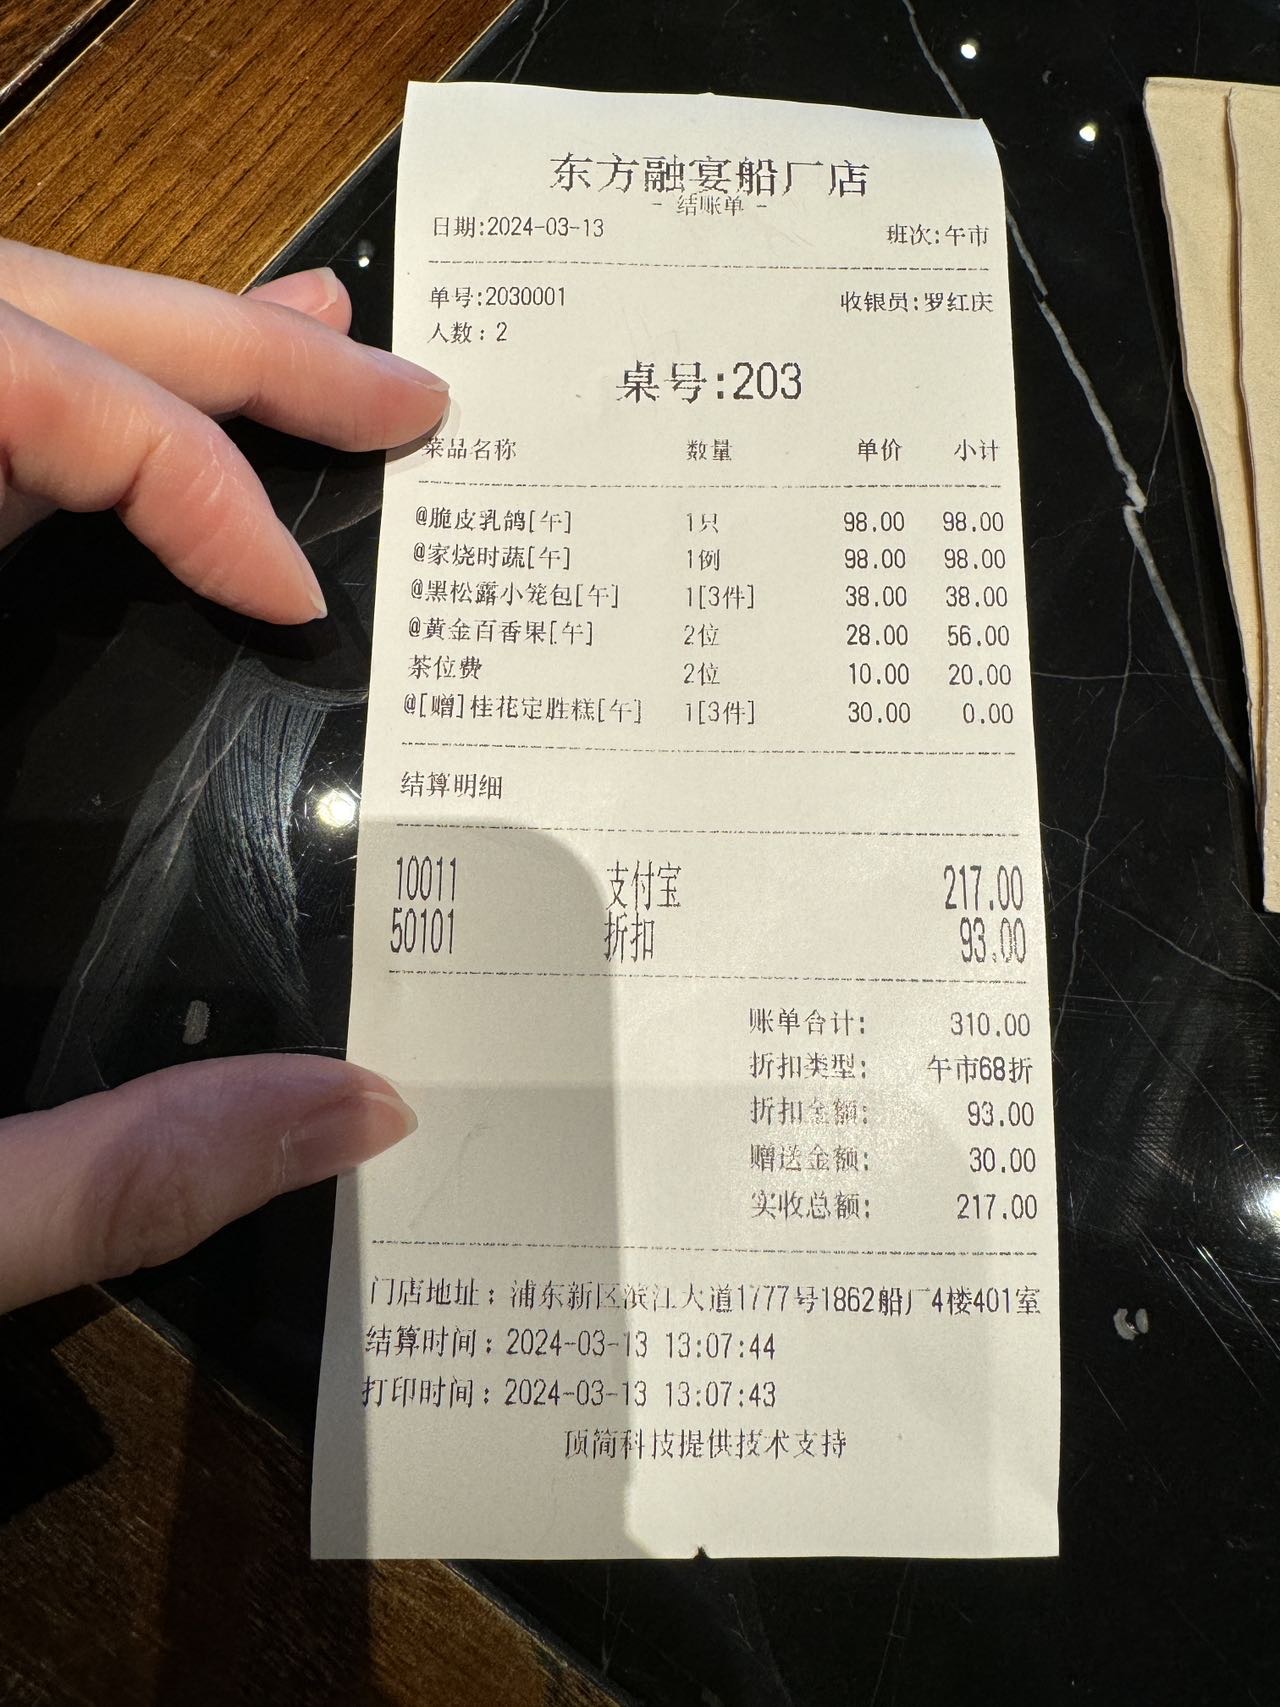 东方融宴船厂店
- 结账单 -
日期:2024-03-13 班次:午市
单号:2030001 收银员:罗红庆
人数: 2
桌号:203
菜品名称 数量 单价 小计
@脆皮乳鸽[午] 1只 98.00 98.00
@家烧时蔬[午] 1例 98.00 98.00
@黑松露小笼包[午] 1[3件] 38.00 38.00
@黄金百香果[午] 2位 28.00 56.00
茶位费 2位 10.00 20.00
@[赠]桂花定胜糕[午] 1[3件] 30.00 0.00
结算明细
10011 支付宝 217.00
50101 折扣 93.00
账单合计: 310.00
折扣类型: 午市68折
折扣金额: 93.00
赠送金额: 30.00
实收总额: 217.00
门店地址: 浦东新区滨江大道1777号1862船厂4楼401室
结算时间: 2024-03-13 13:07:44
打印时间: 2024-03-13 13:07:43
顶简科技提供技术支持